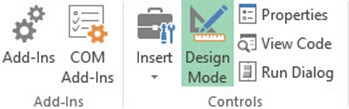 Add-Ins
COM
Add-Ins
Add-Ins
Insert
Design
Mode
Properties
View Code
Run Dialog
Controls